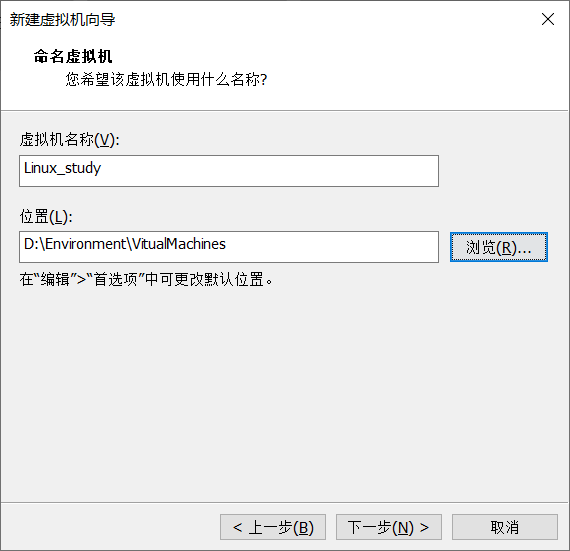 新建虚拟机向导
命名虚拟机
您希望该虚拟机使用什么名称?
虚拟机名称(V):
Linux_study
位置(L):
D:\Environment\VitualMachines
浏览(R)...
在“编辑”>“首选项”中可更改默认位置。
< 上一步(B)
下一步(N) >
取消